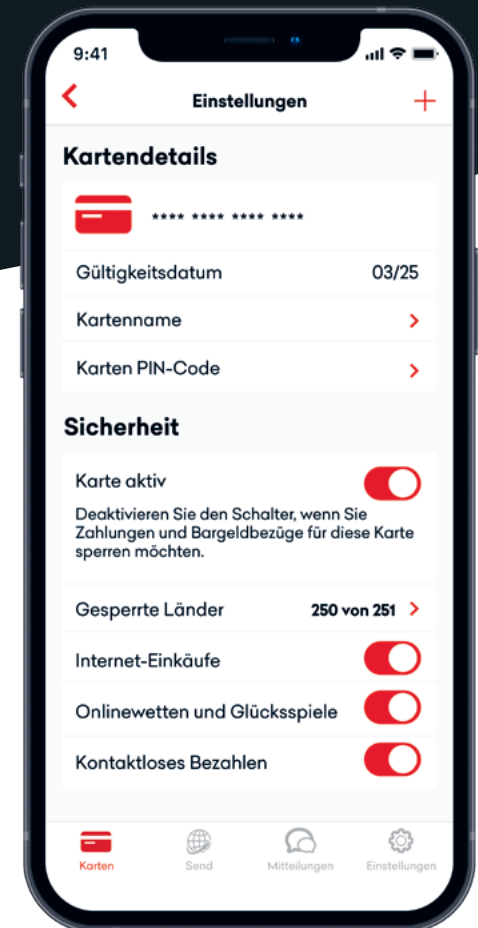 9:41
Einstellungen
Kartendetails
**** **** **** ****
Gültigkeitsdatum 03/25
Kartenname
Karten PIN-Code
Sicherheit
Karte aktiv
Deaktivieren Sie den Schalter, wenn Sie
Zahlungen und Bargeldbezüge für diese Karte
sperren möchten.
Gesperrte Länder 250 von 251
Internet-Einkäufe
Onlinewetten und Glücksspiele
Kontaktloses Bezahlen
Karten Send Mitteilungen Einstellungen